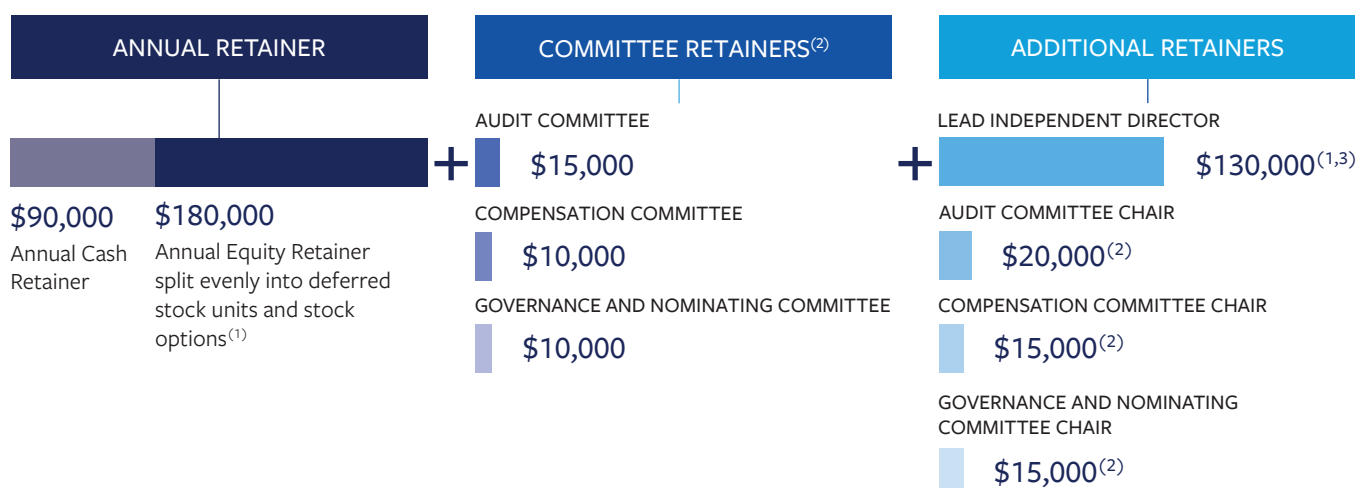 ANNUAL RETAINER
$90,000
Annual Cash
Retainer
$180,000
Annual Equity Retainer
split evenly into deferred
stock units and stock
options(1)
+
COMMITTEE RETAINERS(2)
AUDIT COMMITTEE
$15,000
COMPENSATION COMMITTEE
$10,000
GOVERNANCE AND NOMINATING COMMITTEE
$10,000
+
ADDITIONAL RETAINERS
LEAD INDEPENDENT DIRECTOR
$130,000(1,3)
AUDIT COMMITTEE CHAIR
$20,000(2)
COMPENSATION COMMITTEE CHAIR
$15,000(2)
GOVERNANCE AND NOMINATING
COMMITTEE CHAIR
$15,000(2)